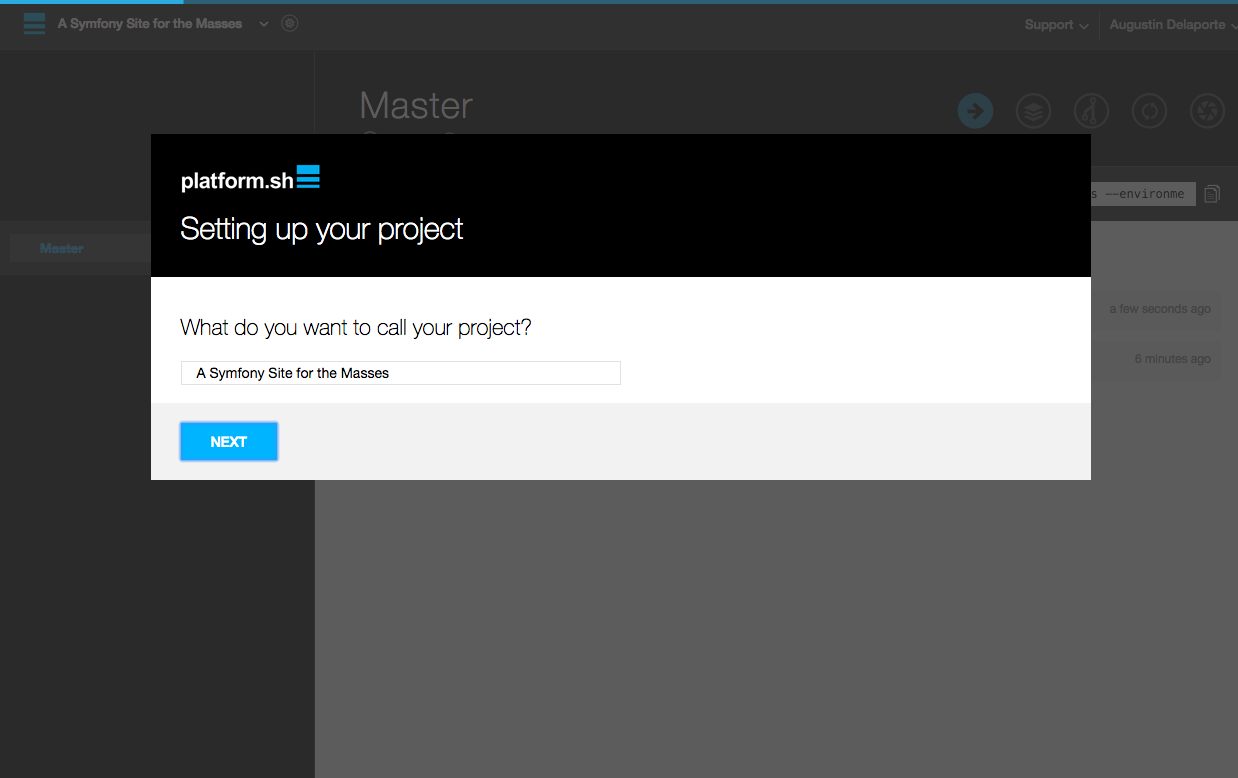 A Symfony Site for the Masses
Support
Augustin Delaporte
Master
platform.sh
Setting up your project
s --environme
Master
What do you want to call your project?
a few seconds ago
6 minutes ago
A Symfony Site for the Masses
NEXT